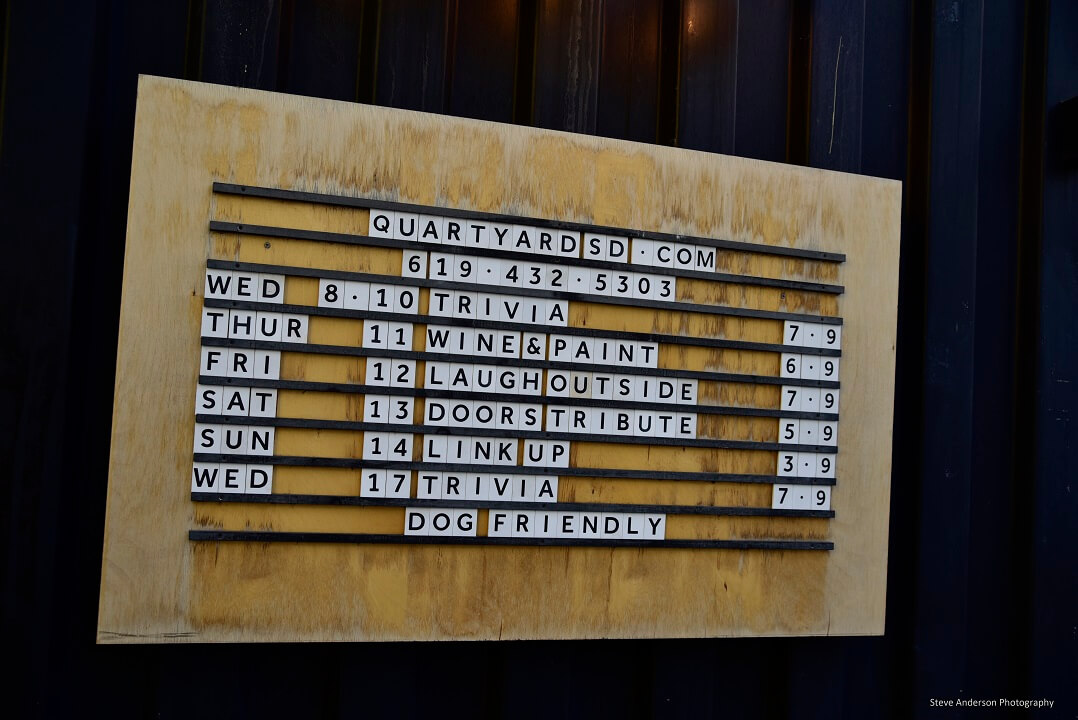 QUARTYARDSD·COM
619·432·5303
WED 8·10 TRIVIA 7·9
THUR 11 WINE&PAINT 6·9
FRI 12 LAUGH OUTSIDE 7·9
SAT 13 DOORS TRIBUTE 5·9
SUN 14 LINK UP 3·9
WED 17 TRIVIA 7·9
DOG FRIENDLY
Steve Anderson Photography